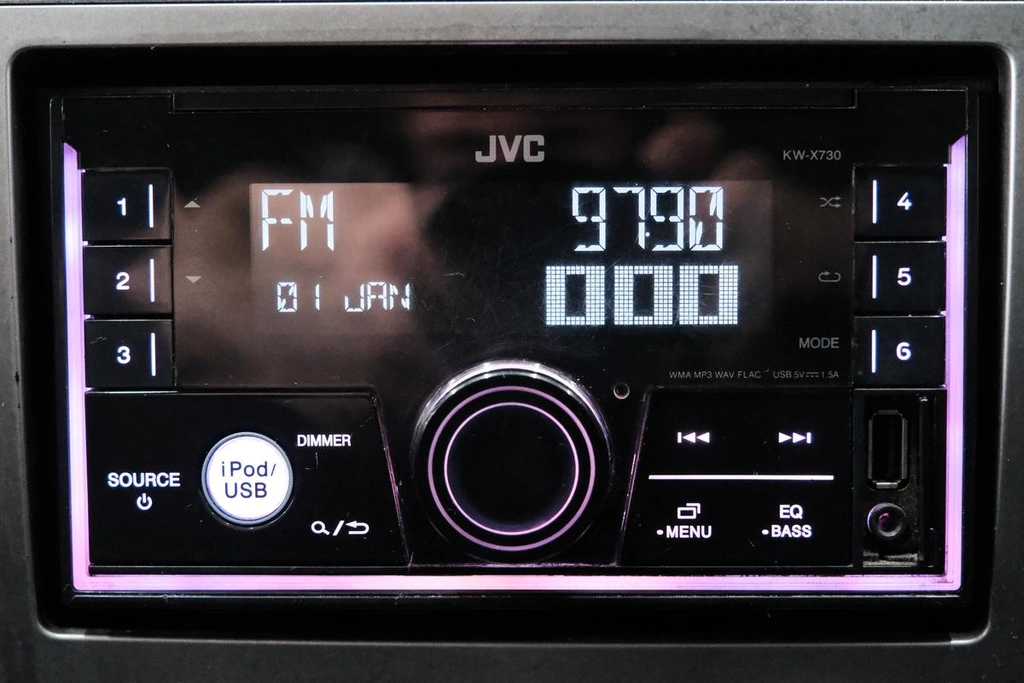 JVC
KW-X730
1
2
3
FM 97.90
01 JAN 000
4
5
6
MODE
WMA MP3 WAV FLAC USB 5V 1.5A
SOURCE
iPod/
USB
DIMMER
/
MENU
EQ
BASS